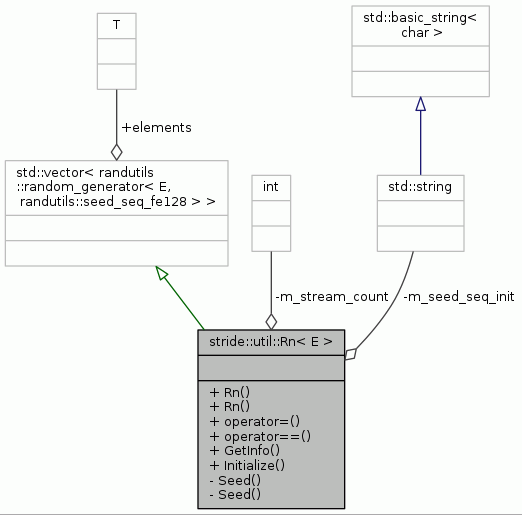 T
std::basic_string<
char >
+elements
std::vector< randutils
::random_generator< E,
randutils::seed_seq_fe128 > >
int
std::string
-m_stream_count
-m_seed_seq_init
stride::util::Rn< E >
+ Rn()
+ Rn()
+ operator=()
+ operator==()
+ GetInfo()
+ Initialize()
- Seed()
- Seed()